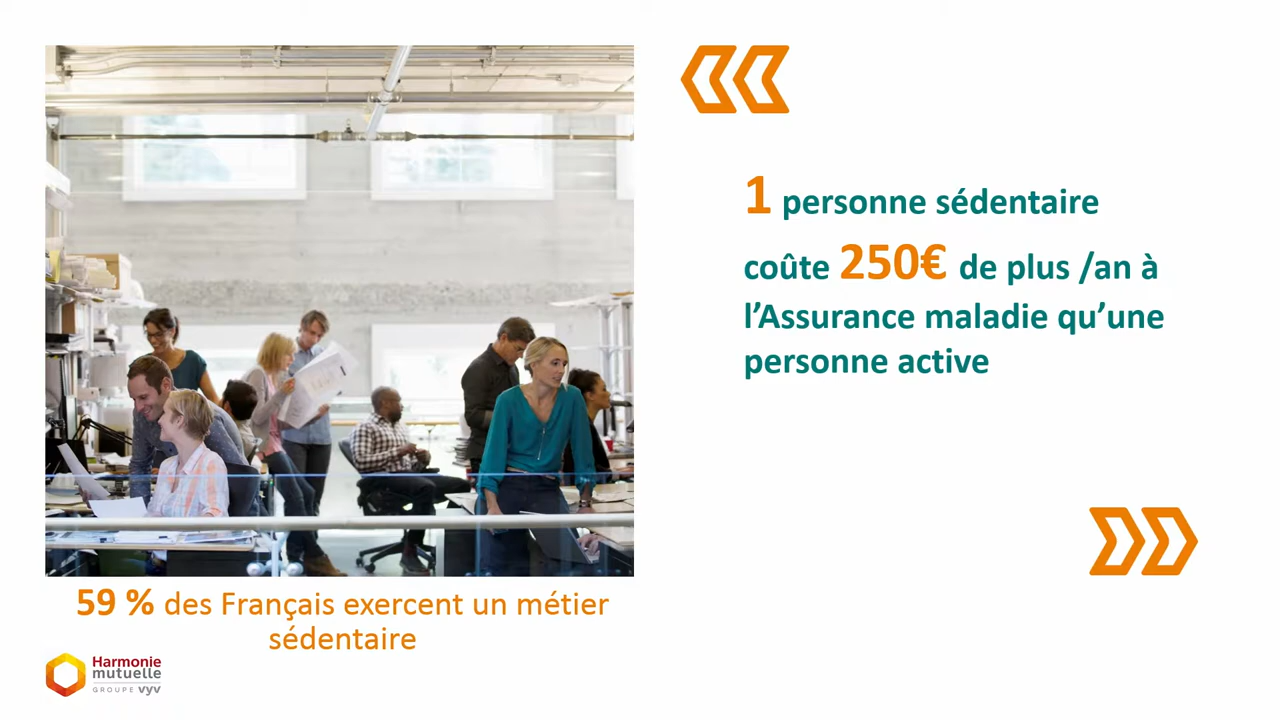 1 personne sédentaire
coûte 250€ de plus /an à
l’Assurance maladie qu’une
personne active
59 % des Français exercent un métier
sédentaire
Harmonie
mutuelle
GROUPE vyv